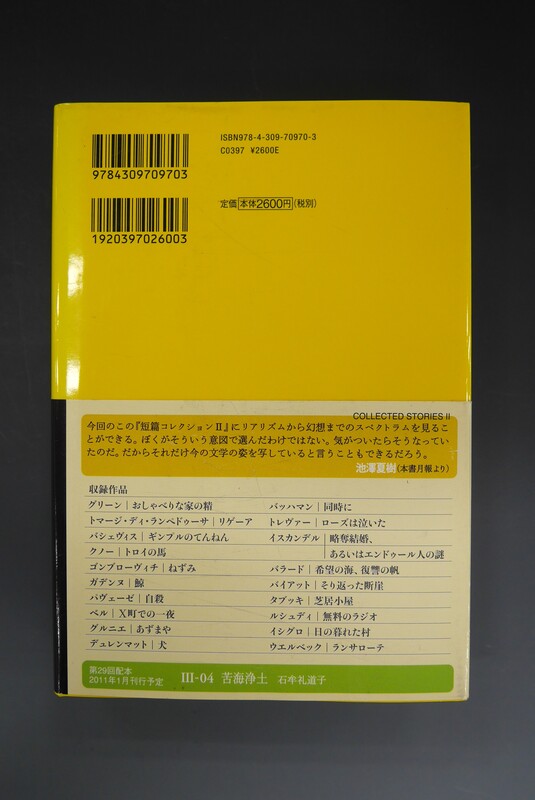 ISBN978-4-309-70970-3
C0397 ¥2600E
9784309709703
定価 本体2600円(税別)
1920397026003
COLLECTED STORIES II
今回のこの『短篇コレクションⅡ』にリアリズムから幻想までのスペクトラムを見るこ
とができる。ぼくがそういう意図で選んだわけではない。気がついたらそうなってい
たのだ。だからそれだけ今の文学の姿を写していると言うこともできるだろう。
池澤夏樹(本書月報より)
収録作品
グリーン|おしゃべりな家の精
トマージ・ディ・ランペドゥーサ|リゲーア
バシェヴィス|ギンプルのてんねん
クノー|トロイの馬
ゴンブローヴィチ|ねずみ
ガデンヌ|鯨
パヴェーゼ|自殺
ベル|X町での一夜
グルニエ|あずまや
デュレンマット|犬
バッハマン|同時に
トレヴァー|ローズは泣いた
イスカンデル|略奪結婚、
あるいはエンドゥール人の謎
バラード|希望の海、復讐の帆
バイアット|そり返った断崖
タブッキ|芝居小屋
ルシュディ|無料のラジオ
イシグロ|日の暮れた村
ウエルベック|ランサローテ
第29回配本
2011年1月刊行予定
III-04 苦海浄土 石牟礼道子